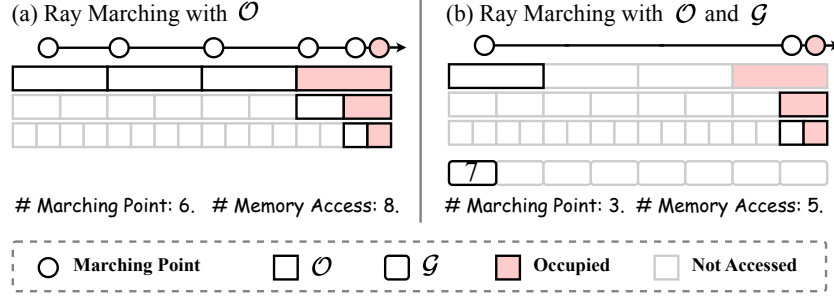 (a) Ray Marching with 𝒪
# Marching Point: 6. # Memory Access: 8.
(b) Ray Marching with 𝒪 and 𝒢
7
# Marching Point: 3. # Memory Access: 5.
Marching Point 𝒪 𝒢 Occupied Not Accessed